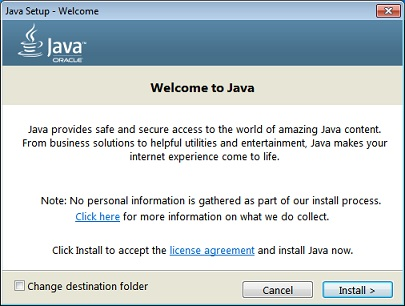 Java Setup - Welcome
Java™
ORACLE
Welcome to Java
Java provides safe and secure access to the world of amazing Java content.
From business solutions to helpful utilities and entertainment, Java makes your
internet experience come to life.
Note: No personal information is gathered as part of our install process.
Click here for more information on what we do collect.
Click Install to accept the license agreement and install Java now.
Change destination folder
Cancel
Install >